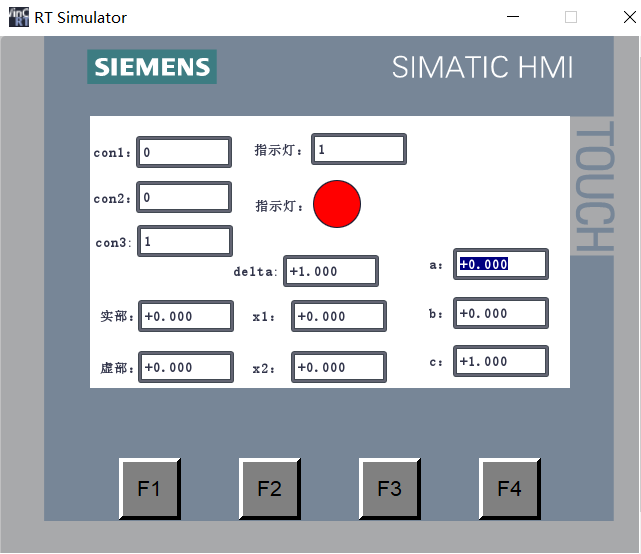 RT Simulator
SIEMENS
SIMATIC HMI
TOUCH
con1: 0
指示灯: 1
con2: 0
指示灯:
con3: 1
delta: +1.000
a: +0.000
实部: +0.000
x1: +0.000
b: +0.000
虚部: +0.000
x2: +0.000
c: +1.000
F1
F2
F3
F4